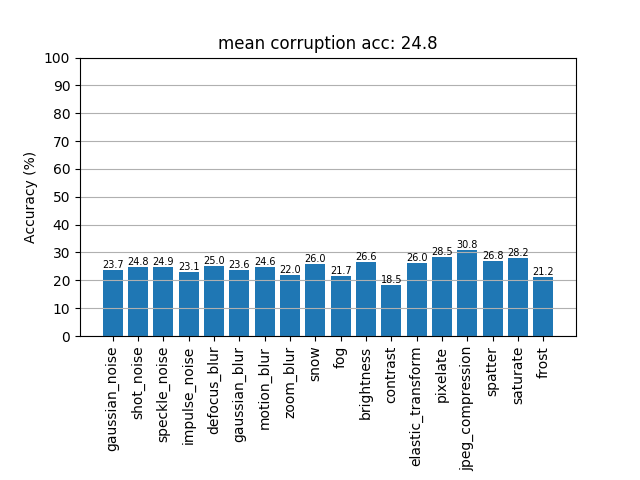 mean corruption acc: 24.8
Accuracy (%)
100
90
80
70
60
50
40
30
20
10
0
23.7 24.8 24.9 23.1 25.0 23.6 24.6 22.0 26.0 21.7 26.6 18.5 26.0 28.5 30.8 26.8 28.2 21.2
gaussian_noise
shot_noise
speckle_noise
impulse_noise
defocus_blur
gaussian_blur
motion_blur
zoom_blur
snow
fog
brightness
contrast
elastic_transform
pixelate
jpeg_compression
spatter
saturate
frost